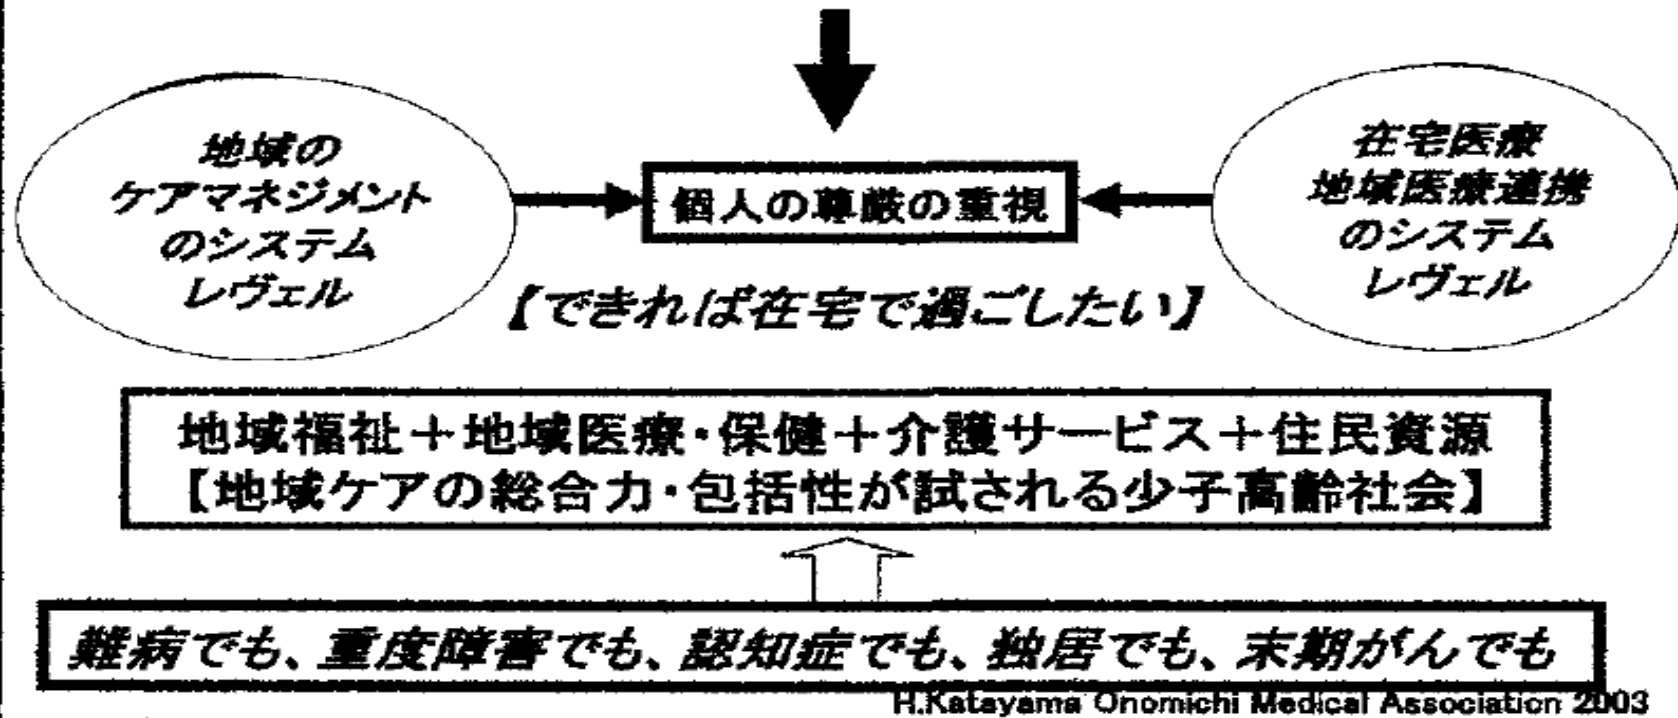 地域の
ケアマネジメント
のシステム
レヴェル
個人の尊厳の重視
在宅医療
地域医療連携
のシステム
レヴェル
【できれば在宅で過ごしたい】
地域福祉＋地域医療・保健＋介護サービス＋住民資源
【地域ケアの総合力・包括性が試される少子高齢社会】
難病でも、重度障害でも、認知症でも、独居でも、末期がんでも
H.Katayama Onomichi Medical Association 2003